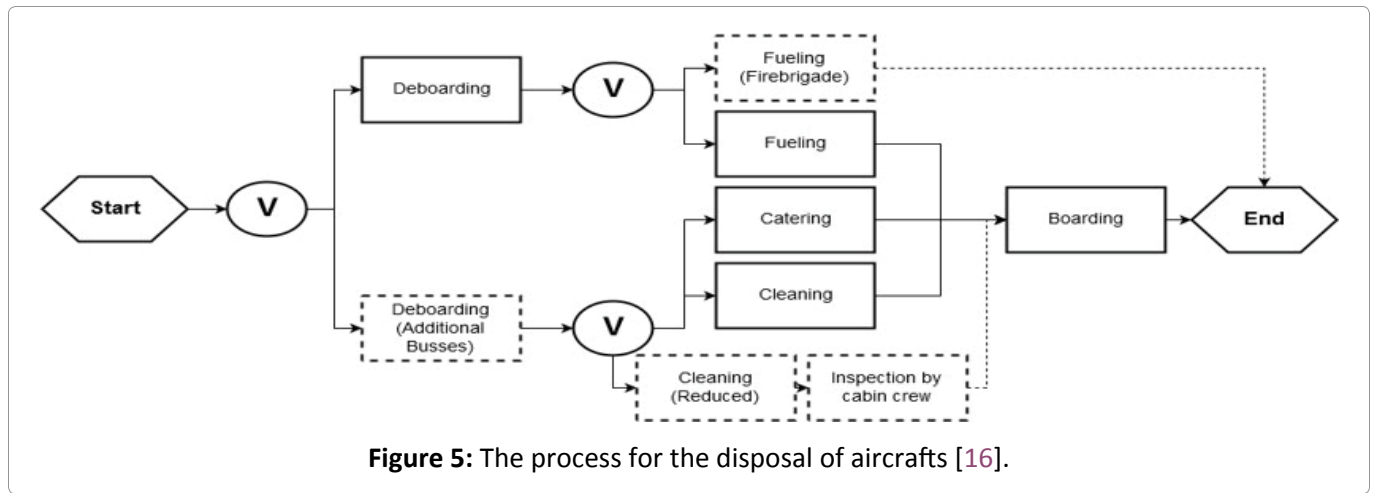 Fueling
(Firebrigade)
Deboarding
V
Fueling
Start
V
Catering
Boarding
End
Cleaning
Deboarding
(Additional
Busses)
V
Cleaning
(Reduced)
Inspection by
cabin crew
Figure 5: The process for the disposal of aircrafts [16].